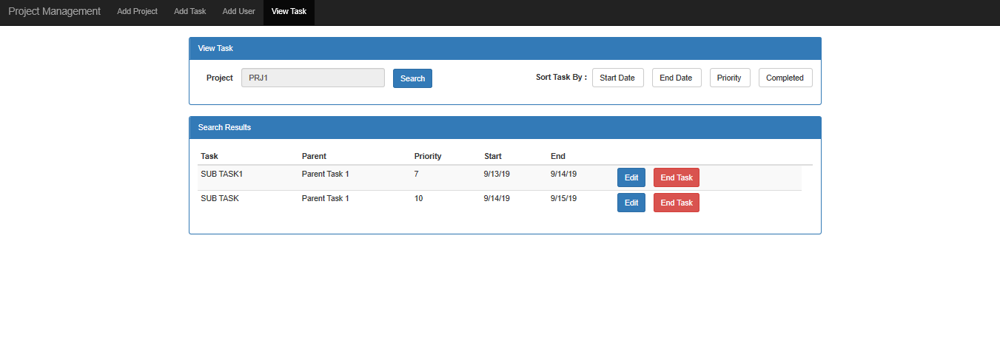 Project Management Add Project Add Task Add User View Task
View Task
Project PRJ1 Search Sort Task By : Start Date End Date Priority Completed
Search Results
Task Parent Priority Start End
SUB TASK1 Parent Task 1 7 9/13/19 9/14/19 Edit End Task
SUB TASK Parent Task 1 10 9/14/19 9/15/19 Edit End Task